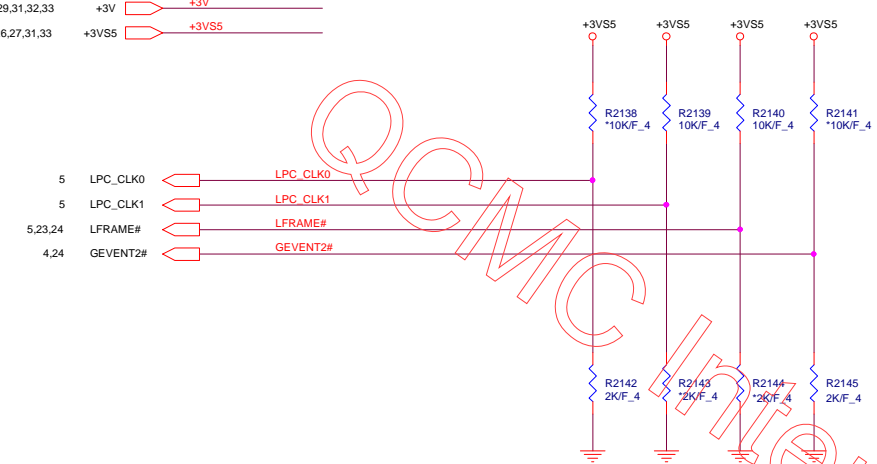 29,31,32,33 +3V +3V
6,27,31,33 +3VS5 +3VS5
+3VS5 +3VS5 +3VS5 +3VS5
R2138 R2139 R2140 R2141
*10K/F_4 10K/F_4 10K/F_4 *10K/F_4
5 LPC_CLK0 LPC_CLK0
5 LPC_CLK1 LPC_CLK1
5,23,24 LFRAME# LFRAME#
4,24 GEVENT2# GEVENT2#
R2142 R2143 R2144 R2145
2K/F_4 *2K/F_4 *2K/F_4 2K/F_4
QCMC Inte